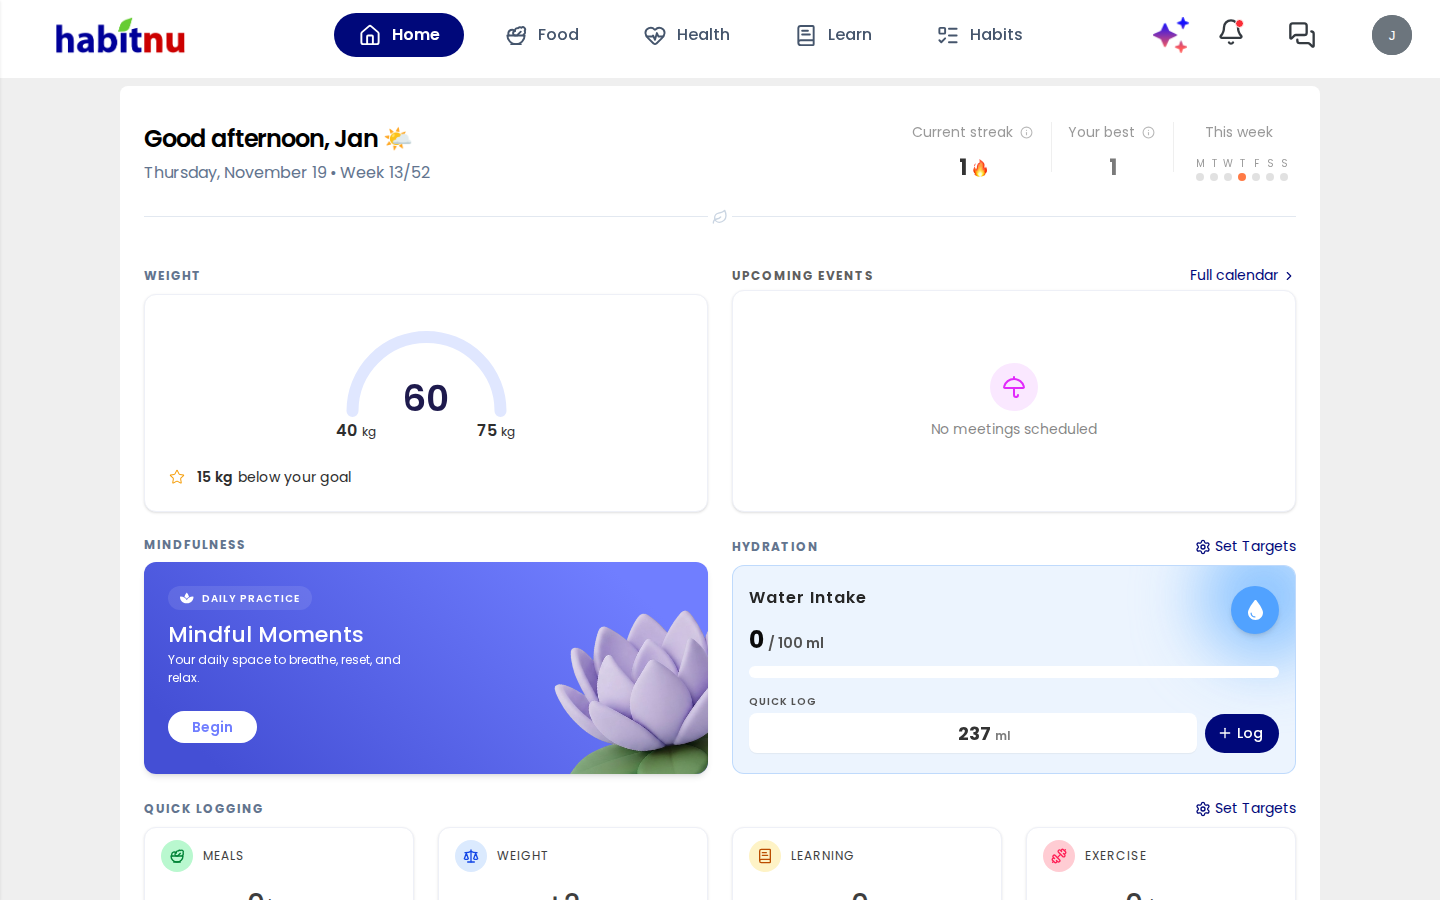 habitnu
Home
Food
Health
Learn
Habits
J
Good afternoon, Jan
Thursday, November 19 • Week 13/52
Current streak
1
Your best
1
This week
M T W T F S S
WEIGHT
60
40 kg
75 kg
15 kg below your goal
UPCOMING EVENTS
Full calendar
No meetings scheduled
MINDFULNESS
DAILY PRACTICE
Mindful Moments
Your daily space to breathe, reset, and
relax.
Begin
HYDRATION
Set Targets
Water Intake
0 / 100 ml
QUICK LOG
237 ml
+ Log
QUICK LOGGING
Set Targets
MEALS
WEIGHT
LEARNING
EXERCISE